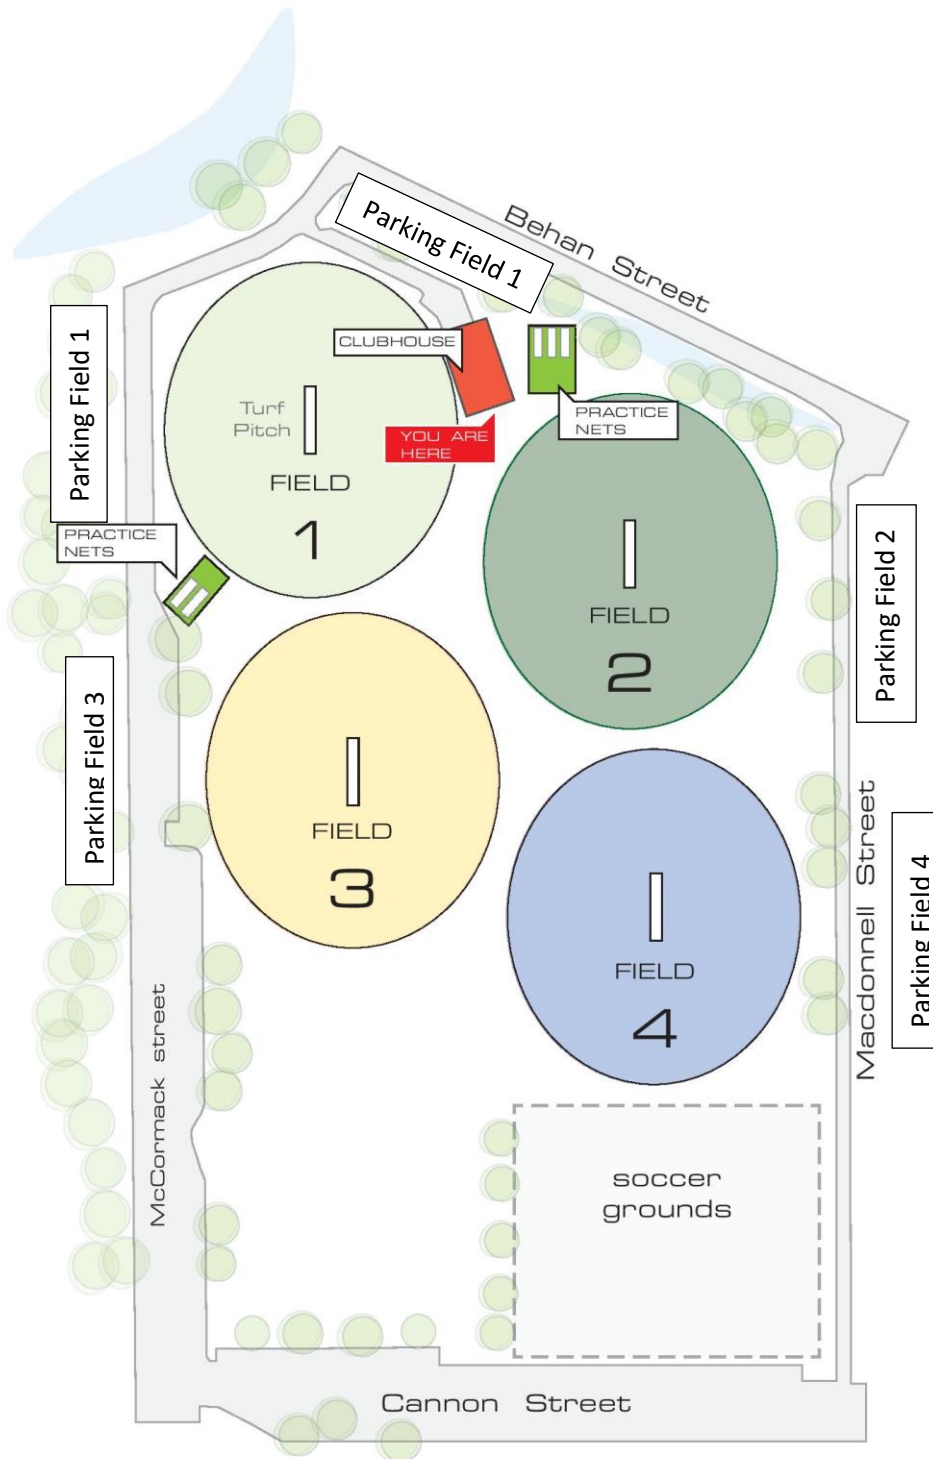 Behan Street
Parking Field 1
CLUBHOUSE
Parking Field 1
Turf
Pitch
YOU ARE
HERE
PRACTICE
NETS
FIELD
1
PRACTICE
NETS
FIELD
2
Parking Field 2
Parking Field 3
FIELD
3
Macdonnell Street
Parking Field 4
FIELD
4
McCormack street
soccer
grounds
Cannon Street